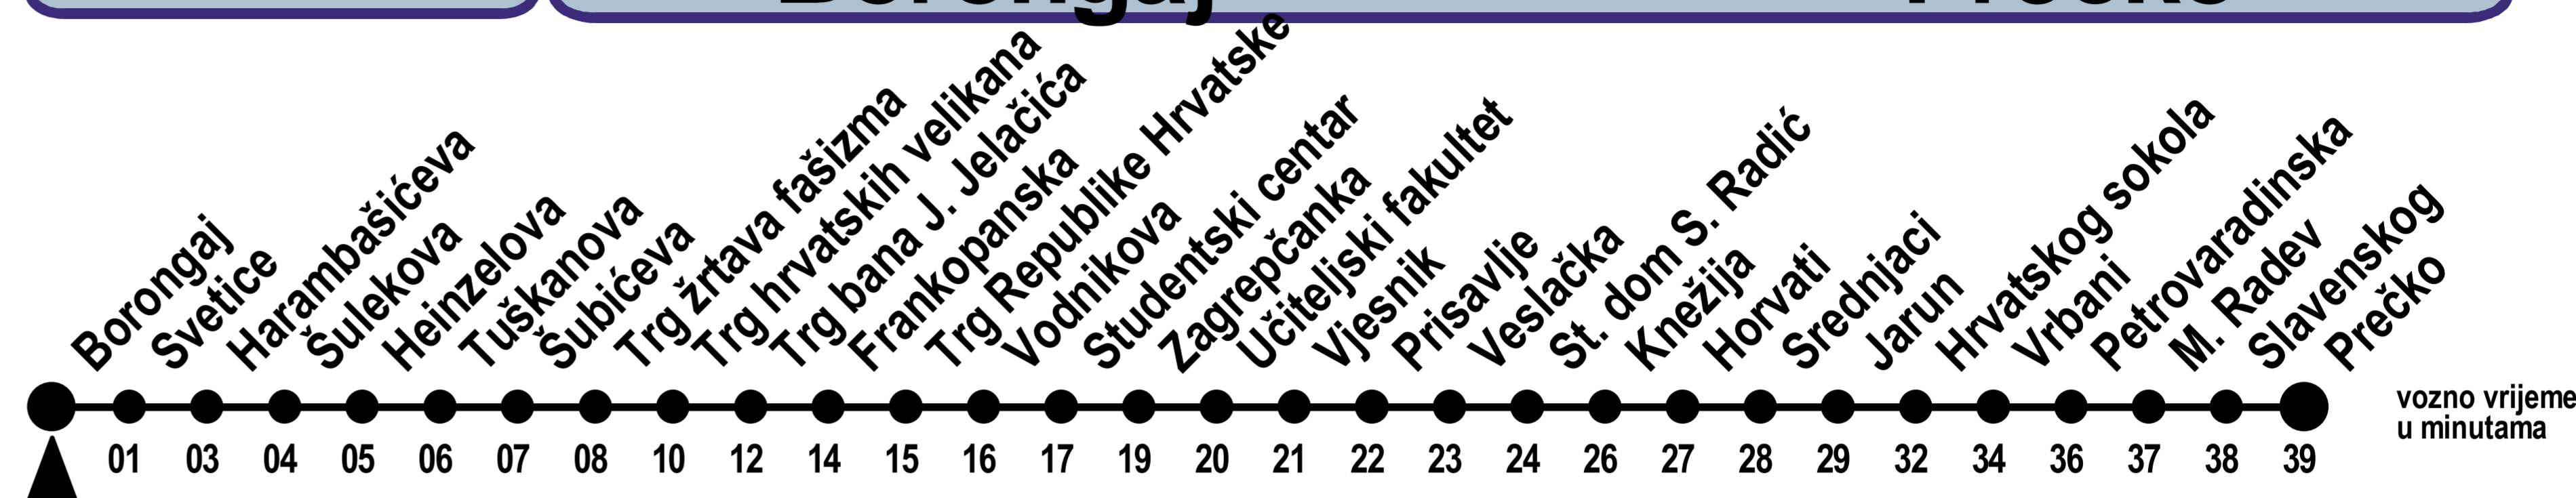 Borongaj
Svetice
Harambašićeva
Šulekova
Heinzelova
Tuškanova
Šubićeva
Trg žrtava fašizma
Trg hrvatskih velikana
Trg bana J. Jelačića
Frankopanska
Trg Republike Hrvatske
Vodnikova
Studentski centar
Zagrepčanka
Učiteljski fakultet
Vjesnik
Prisavlje
Veslačka
St. dom S. Radić
Knežija
Horvati
Srednjaci
Jarun
Hrvatskog sokola
Vrbani
Petrovaradinska
M. Radev
Slavenskog
Prečko
01 03 04 05 06 07 08 10 12 14 15 16 17 19 20 21 22 23 24 26 27 28 29 32 34 36 37 38 39
vozno vrijeme
u minutama